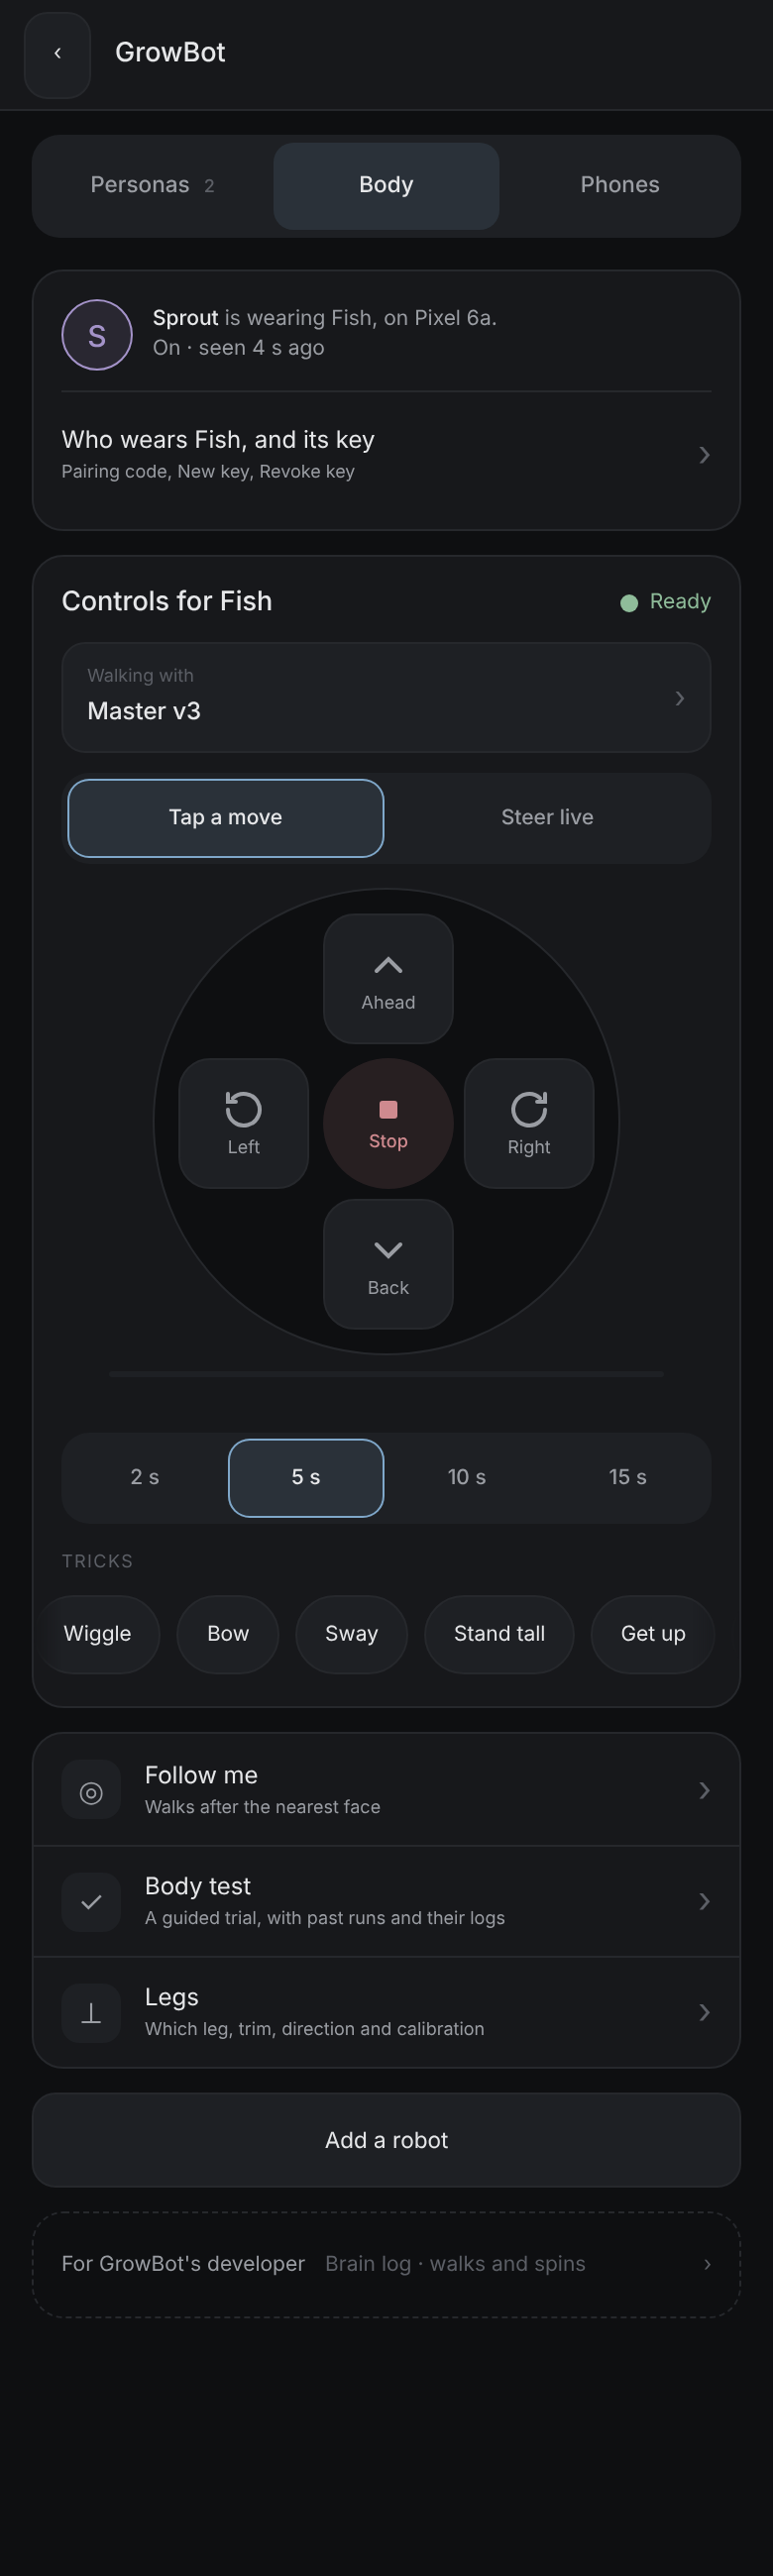 GrowBot
Personas 2
Body
Phones
S
Sprout is wearing Fish, on Pixel 6a.
On · seen 4 s ago
Who wears Fish, and its key
Pairing code, New key, Revoke key
Controls for Fish
Ready
Walking with
Master v3
Tap a move
Steer live
Ahead
Left
Stop
Right
Back
2 s
5 s
10 s
15 s
TRICKS
Wiggle
Bow
Sway
Stand tall
Get up
Follow me
Walks after the nearest face
Body test
A guided trial, with past runs and their logs
Legs
Which leg, trim, direction and calibration
Add a robot
For GrowBot's developer Brain log · walks and spins